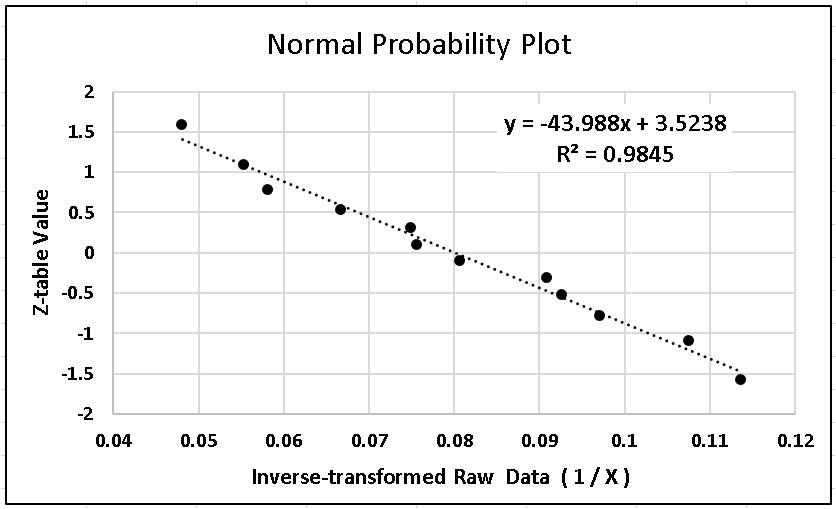 Normal Probability Plot
y = -43.988x + 3.5238
R² = 0.9845
Z-table Value
2
1.5
1
0.5
0
-0.5
-1
-1.5
-2
0.04 0.05 0.06 0.07 0.08 0.09 0.1 0.11 0.12
Inverse-transformed Raw Data ( 1 / X )